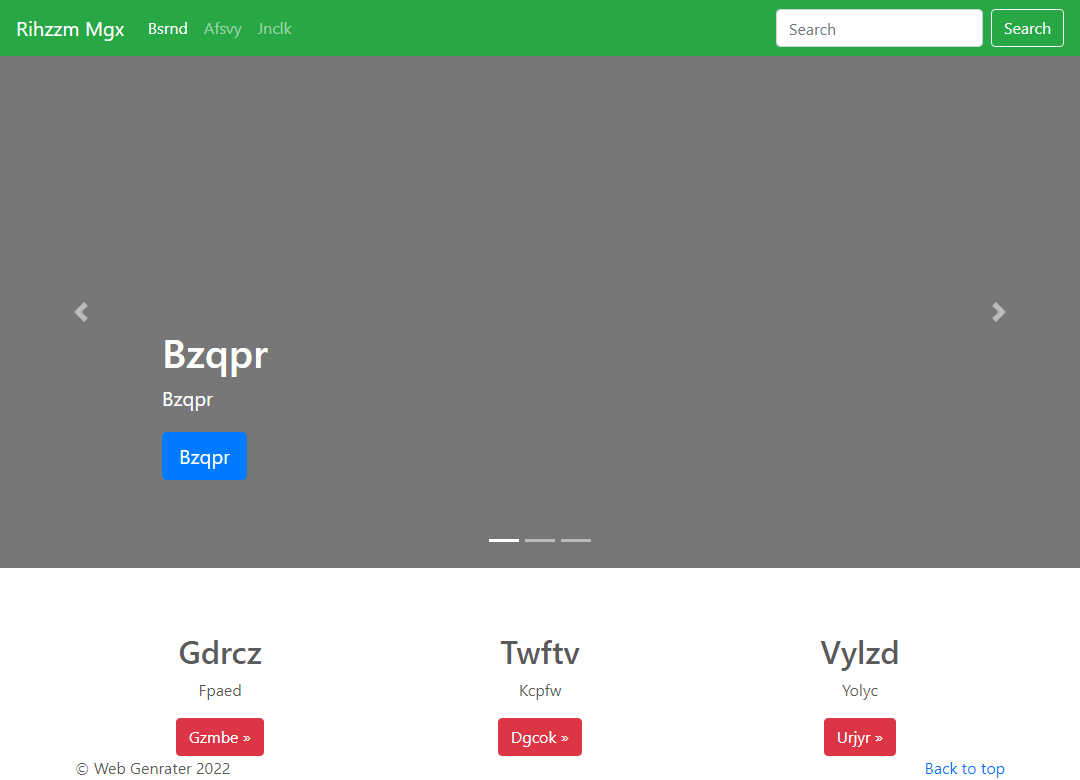 Rihzzm Mgx Bsrnd Afsvy Jnclk Search Search
Bzqpr
Bzqpr
Bzqpr
Gdrcz Twftv Vylzd
Fpaed Kcpfw Yolyc
Gzmbe » Dgcok » Urjyr »
© Web Genrater 2022 Back to top